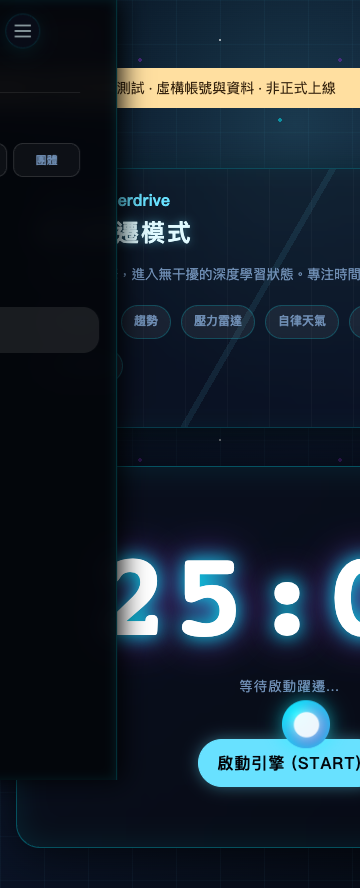 團體
測試 · 虛構帳號與資料 · 非正式上線
erdrive
遷模式
，進入無干擾的深度學習狀態。專注時間
趨勢
壓力雷達
自律天氣
25:0
等待啟動躍遷...
啟動引擎 (START)